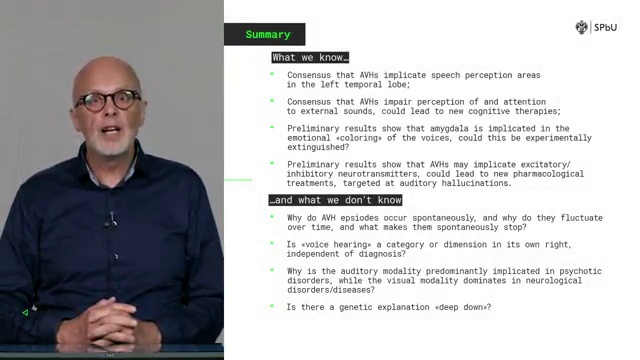 Summary
SPbU
What we know…
Consensus that AVHs implicate speech perception areas
in the left temporal lobe;
Consensus that AVHs impair perception of and attention
to external sounds, could lead to new cognitive therapies;
Preliminary results show that amygdala is implicated in the
emotional «coloring» of the voices, could this be experimentally
extinguished?
Preliminary results show that AVHs may implicate excitatory/
inhibitory neurotransmitters, could lead to new pharmacological
treatments, targeted at auditory hallucinations.
…and what we don't know
Why do AVH epsiodes occur spontaneously, and why do they fluctuate
over time, and what makes them spontaneously stop?
Is «voice hearing» a category or dimension in its own right,
independent of diagnosis?
Why is the auditory modality predominantly implicated in psychotic
disorders, while the visual modality dominates in neurological
disorders/diseases?
Is there a genetic explanation «deep down»?